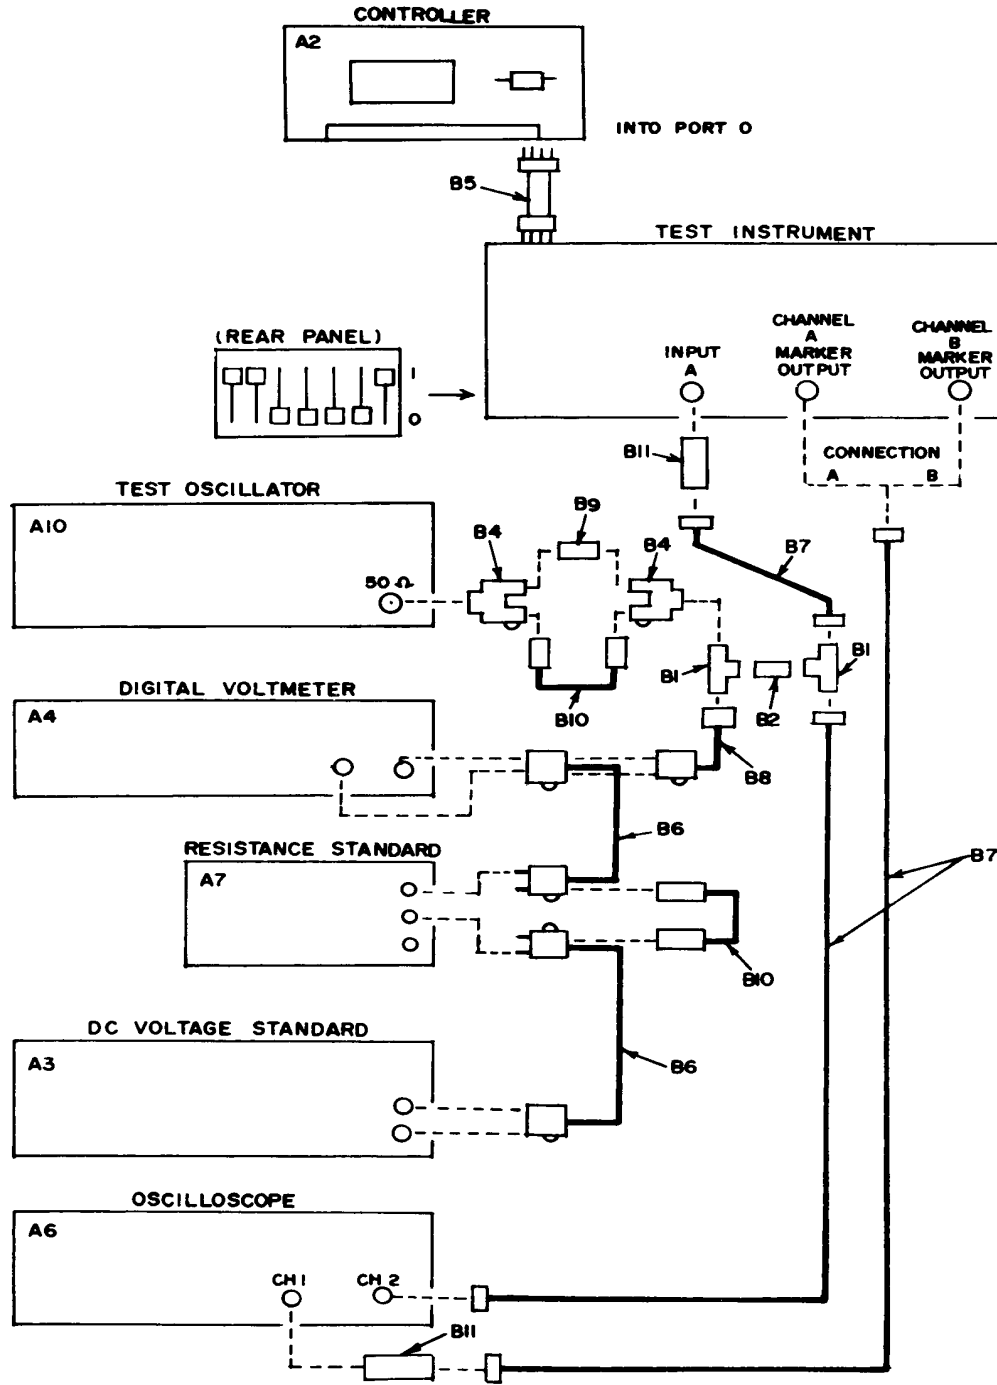 CONTROLLER
A2
INTO PORT 0
B5
TEST INSTRUMENT
(REAR PANEL)
1
0
INPUT
A
CHANNEL
A
MARKER
OUTPUT
CHANNEL
B
MARKER
OUTPUT
B11
CONNECTION
A B
TEST OSCILLATOR
A10
50 Ω
B4
B9
B4
B7
B10
B1
B2
B1
DIGITAL VOLTMETER
A4
B8
B6
RESISTANCE STANDARD
A7
B7
B10
DC VOLTAGE STANDARD
A3
B6
OSCILLOSCOPE
A6
CH 1
CH 2
B11